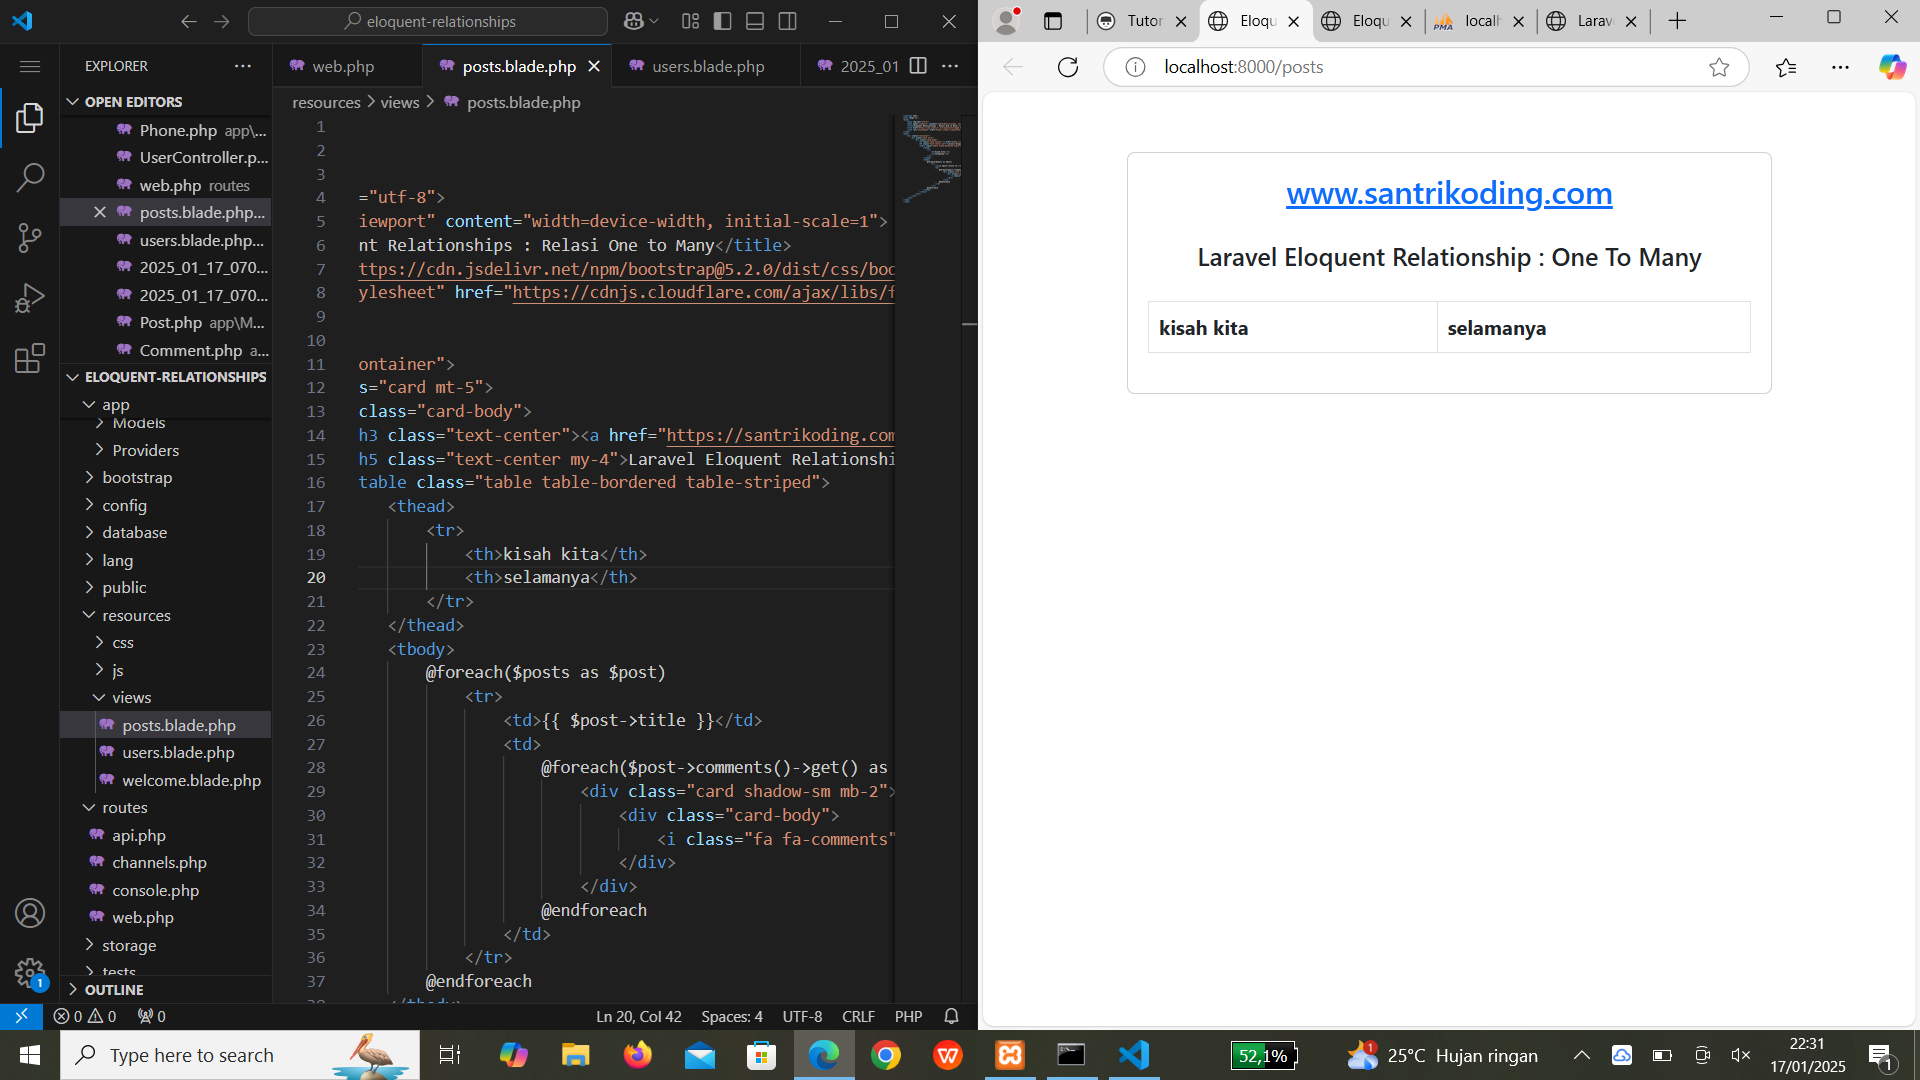 eloquent-relationships
EXPLORER
OPEN EDITORS
Phone.php app\...
UserController.p...
web.php routes
posts.blade.php...
users.blade.php...
2025_01_17_070...
2025_01_17_070...
Post.php app\M...
Comment.php a...
ELOQUENT-RELATIONSHIPS
app
Models
Providers
bootstrap
config
database
lang
public
resources
css
js
views
posts.blade.php
users.blade.php
welcome.blade.php
routes
api.php
channels.php
console.php
web.php
storage
tests
OUTLINE
1
web.php
posts.blade.php
users.blade.php
2025_01
resources > views > posts.blade.php
1
2
3
4 ="utf-8">
5 iewport" content="width=device-width, initial-scale=1">
6 nt Relationships : Relasi One to Many</title>
7 ttps://cdn.jsdelivr.net/npm/bootstrap@5.2.0/dist/css/boo
8 ylesheet" href="https://cdnjs.cloudflare.com/ajax/libs/f
9
10
11 ontainer">
12 s="card mt-5">
13 class="card-body">
14 h3 class="text-center"><a href="https://santrikoding.com
15 h5 class="text-center my-4">Laravel Eloquent Relationshi
16 table class="table table-bordered table-striped">
17 <thead>
18 <tr>
19 <th>kisah kita</th>
20 <th>selamanya</th>
21 </tr>
22 </thead>
23 <tbody>
24 @foreach($posts as $post)
25 <tr>
26 <td>{{ $post->title }}</td>
27 <td>
28 @foreach($post->comments()->get() as
29 <div class="card shadow-sm mb-2">
30 <div class="card-body">
31 <i class="fa fa-comments"
32 </div>
33 </div>
34 @endforeach
35 </td>
36 </tr>
37 @endforeach
38 </tbody>
0 0 0 Ln 20, Col 42 Spaces: 4 UTF-8 CRLF PHP
Tutor
Eloqu
Eloqu
PMA localh
Larav
localhost:8000/posts
www.santrikoding.com
Laravel Eloquent Relationship : One To Many
kisah kita selamanya
Type here to search
52,1%
1
25°C Hujan ringan
22:31
17/01/2025
1